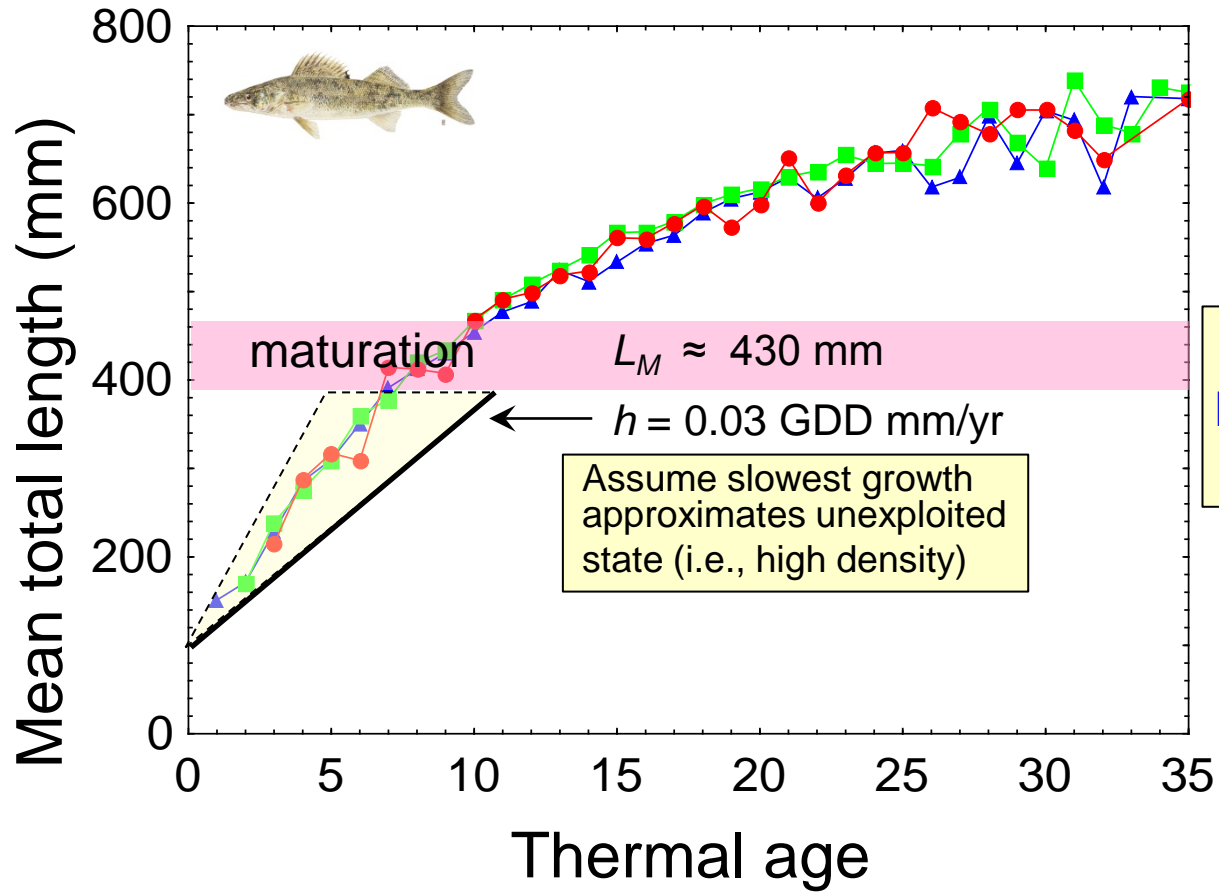 800
600
400
200
0
Mean total length (mm)
maturation
L_M ≈ 430 mm
h = 0.03 GDD mm/yr
Assume slowest growth
approximates unexploited
state (i.e., high density)
0 5 10 15 20 25 30 35
Thermal age